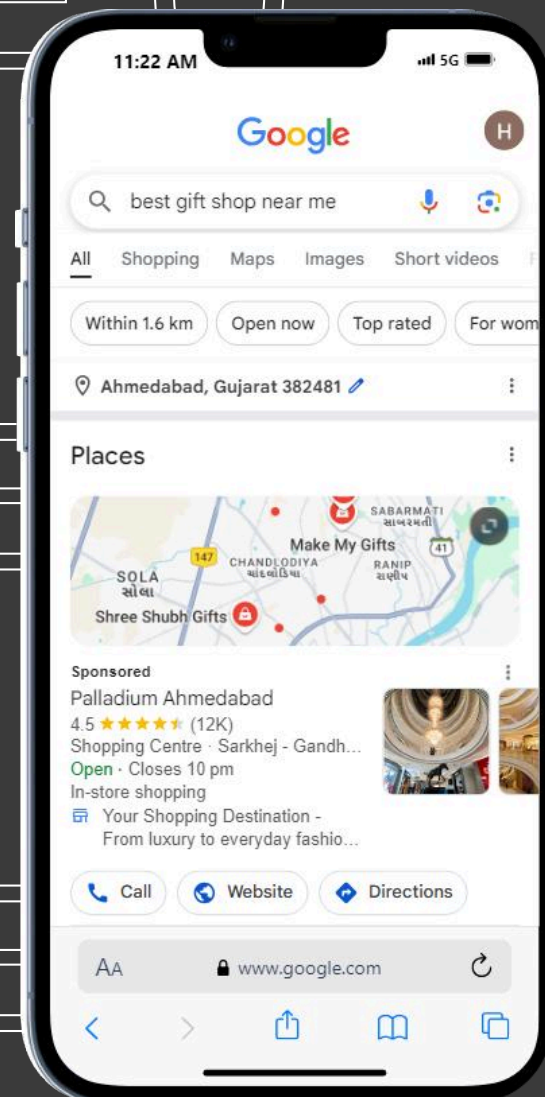 11:22 AM 5G
Google
H
best gift shop near me
All Shopping Maps Images Short videos
Within 1.6 km Open now Top rated For wom
Ahmedabad, Gujarat 382481
Places
SABARMATI
સાબરમતી
Make My Gifts 41
147 CHANDLODIYA RANIP
ચાંદલોડિયા રાણીપ
SOLA
સોલા
Shree Shubh Gifts
Sponsored
Palladium Ahmedabad
4.5 ★★★★★ (12K)
Shopping Centre · Sarkhej - Gandh...
Open · Closes 10 pm
In-store shopping
Your Shopping Destination -
From luxury to everyday fashio...
Call Website Directions
AA www.google.com